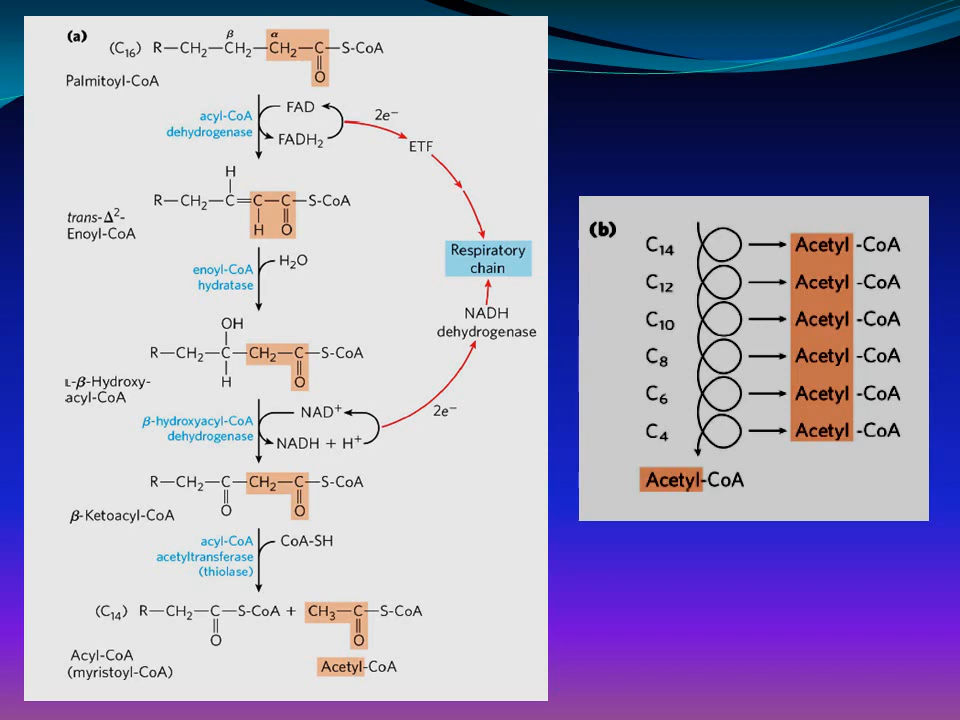 (a)
β α
(C₁₆) R—CH₂—CH₂—CH₂—C—S-CoA
O
Palmitoyl-CoA
acyl-CoA
dehydrogenase
FAD
FADH₂
2e⁻
ETF
H
R—CH₂—C=C—C—S-CoA
H O
trans-Δ²-
Enoyl-CoA
enoyl-CoA
hydratase
H₂O
Respiratory
chain
NADH
dehydrogenase
OH
R—CH₂—C—CH₂—C—S-CoA
H O
L-β-Hydroxy-
acyl-CoA
β-hydroxyacyl-CoA
dehydrogenase
NAD⁺
NADH + H⁺
2e⁻
R—CH₂—C—CH₂—C—S-CoA
O O
β-Ketoacyl-CoA
acyl-CoA
acetyltransferase
(thiolase)
CoA-SH
(C₁₄) R—CH₂—C—S-CoA + CH₃—C—S-CoA
O O
Acyl-CoA
(myristoyl-CoA)
Acetyl-CoA
(b)
C₁₄ Acetyl -CoA
C₁₂ Acetyl -CoA
C₁₀ Acetyl -CoA
C₈ Acetyl -CoA
C₆ Acetyl -CoA
C₄ Acetyl -CoA
Acetyl-CoA